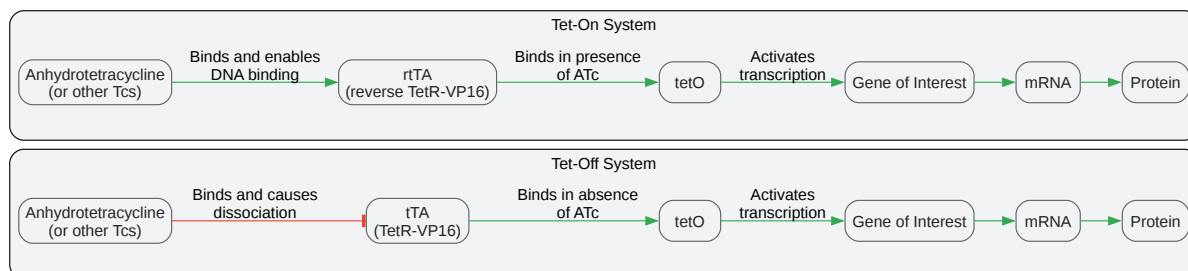 Tet-On System
Anhydrotetracycline
(or other Tcs)
Binds and enables
DNA binding
rtTA
(reverse TetR-VP16)
Binds in presence
of ATc
tetO
Activates
transcription
Gene of Interest
mRNA
Protein
Tet-Off System
Anhydrotetracycline
(or other Tcs)
Binds and causes
dissociation
tTA
(TetR-VP16)
Binds in absence
of ATc
tetO
Activates
transcription
Gene of Interest
mRNA
Protein